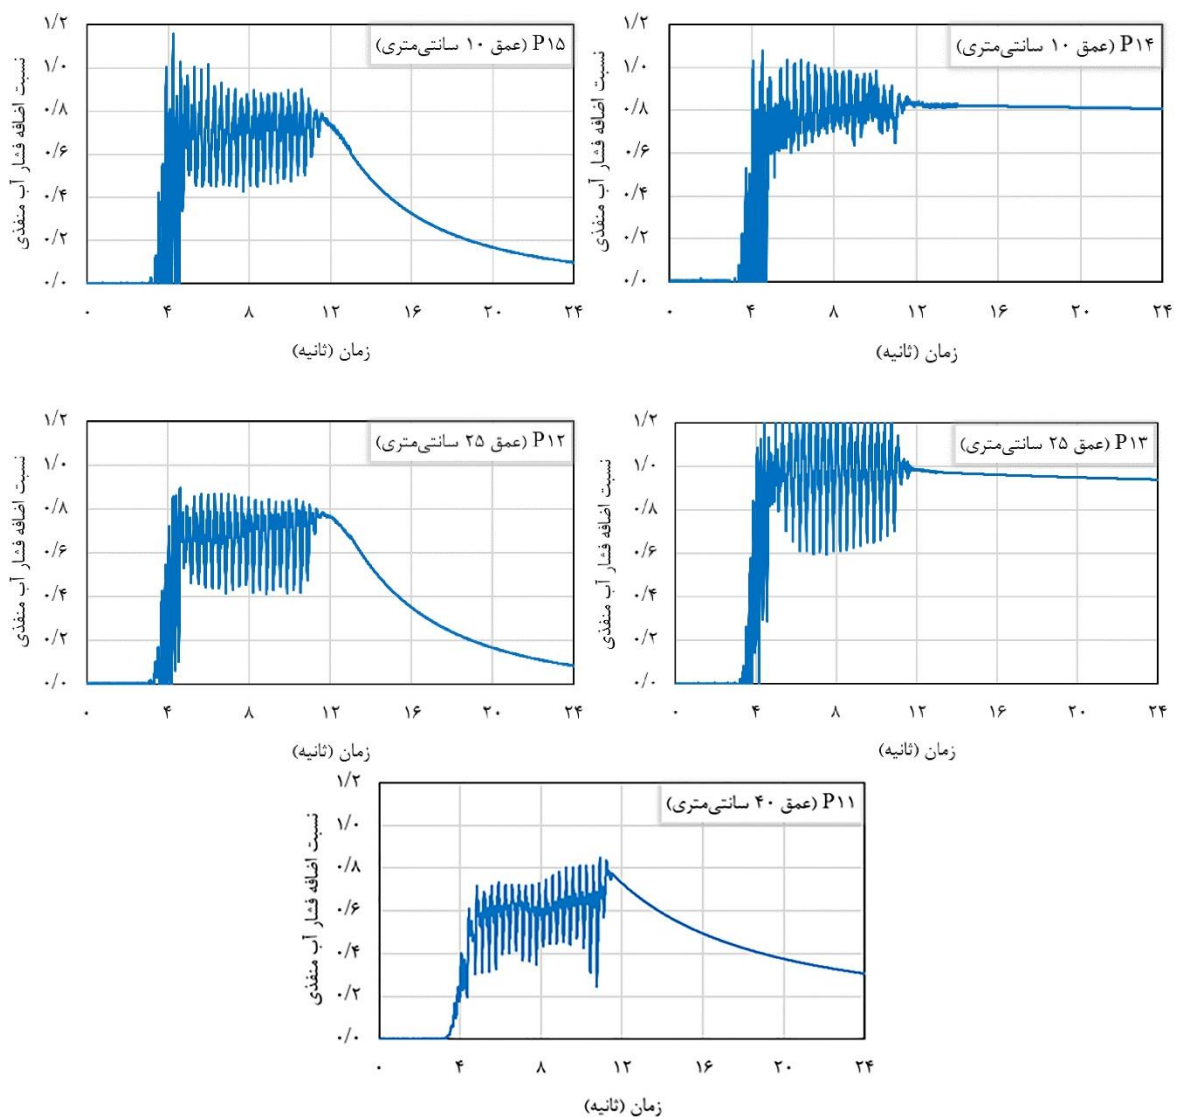 P۱۵ (عمق ۱۰ سانتی‌متری)
نسبت اضافه فشار آب منفذی
۱/۲
۱/۰
۰/۸
۰/۶
۰/۴
۰/۲
۰/۰
۰ ۴ ۸ ۱۲ ۱۶ ۲۰ ۲۴
زمان (ثانیه)
P۱۴ (عمق ۱۰ سانتی‌متری)
نسبت اضافه فشار آب منفذی
۱/۲
۱/۰
۰/۸
۰/۶
۰/۴
۰/۲
۰/۰
۰ ۴ ۸ ۱۲ ۱۶ ۲۰ ۲۴
زمان (ثانیه)
P۱۲ (عمق ۲۵ سانتی‌متری)
نسبت اضافه فشار آب منفذی
۱/۲
۱/۰
۰/۸
۰/۶
۰/۴
۰/۲
۰/۰
۰ ۴ ۸ ۱۲ ۱۶ ۲۰ ۲۴
زمان (ثانیه)
P۱۳ (عمق ۲۵ سانتی‌متری)
نسبت اضافه فشار آب منفذی
۱/۲
۱/۰
۰/۸
۰/۶
۰/۴
۰/۲
۰/۰
۰ ۴ ۸ ۱۲ ۱۶ ۲۰ ۲۴
زمان (ثانیه)
P۱۱ (عمق ۴۰ سانتی‌متری)
نسبت اضافه فشار آب منفذی
۱/۲
۱/۰
۰/۸
۰/۶
۰/۴
۰/۲
۰/۰
۰ ۴ ۸ ۱۲ ۱۶ ۲۰ ۲۴
زمان (ثانیه)